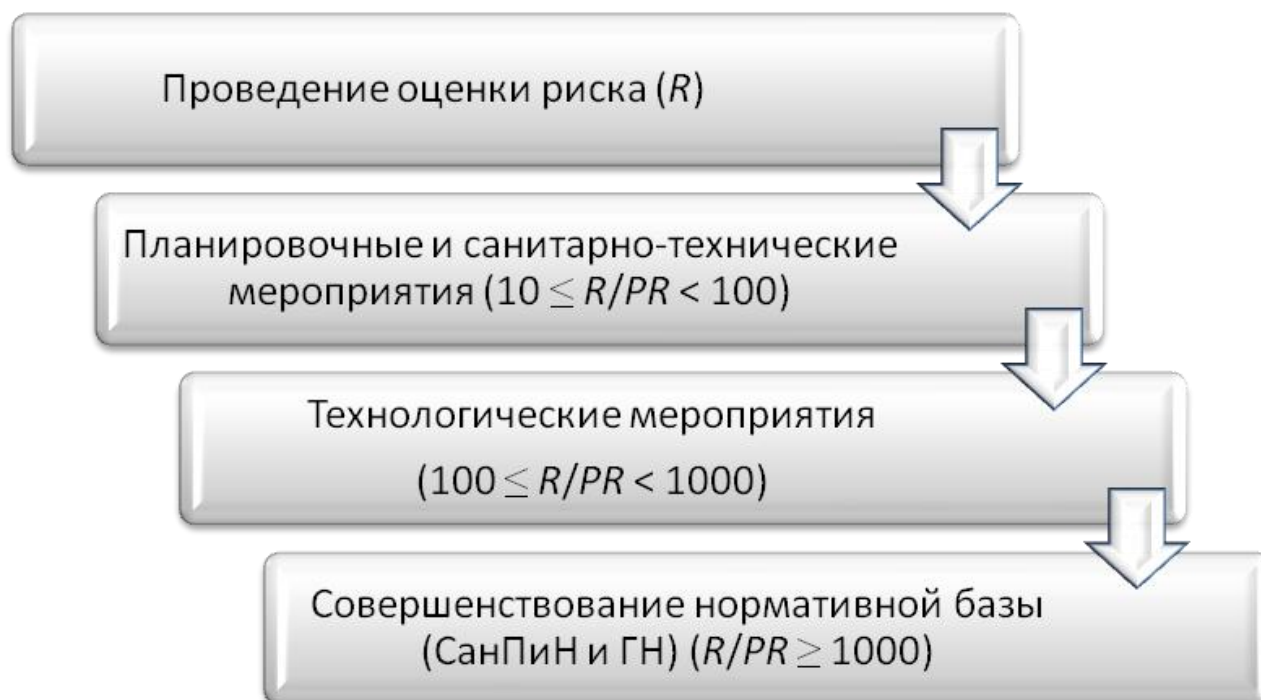 Проведение оценки риска (R)
Планировочные и санитарно-технические
мероприятия (10 ≤ R/PR < 100)
Технологические мероприятия
(100 ≤ R/PR < 1000)
Совершенствование нормативной базы
(СанПиН и ГН) (R/PR ≥ 1000)